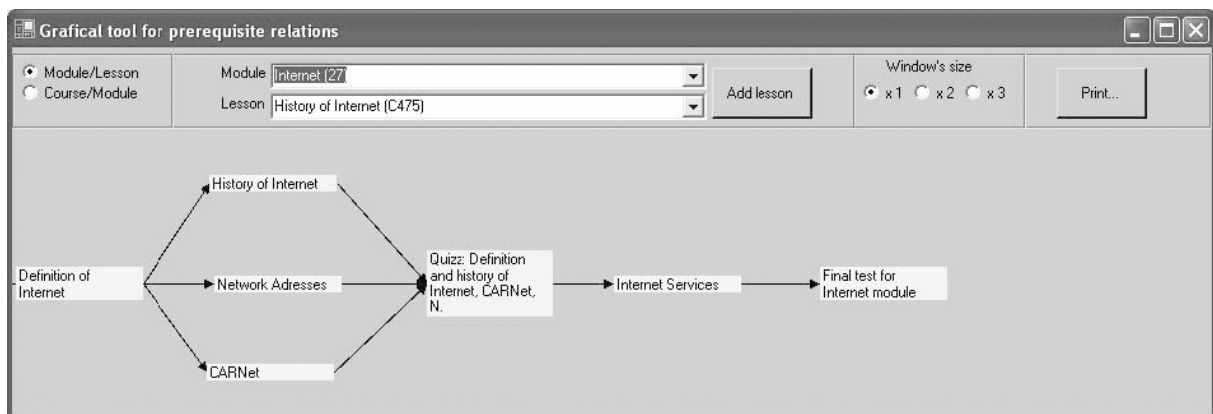 Grafical tool for prerequisite relations
Module/Lesson
Course/Module
Module Internet (27)
Lesson History of Internet (C475)
Add lesson
Window's size
x 1 x 2 x 3
Print...
History of Internet
Definition of
Internet
Network Adresses
CARNet
Quizz: Definition
and history of
Internet, CARNet,
N.
Internet Services
Final test for
Internet module